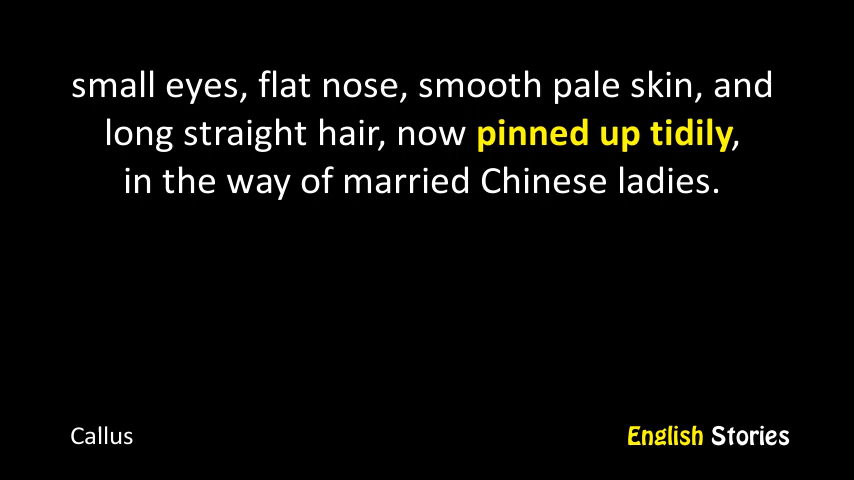 small eyes, flat nose, smooth pale skin, and
long straight hair, now pinned up tidily,
in the way of married Chinese ladies.
Callus
English Stories